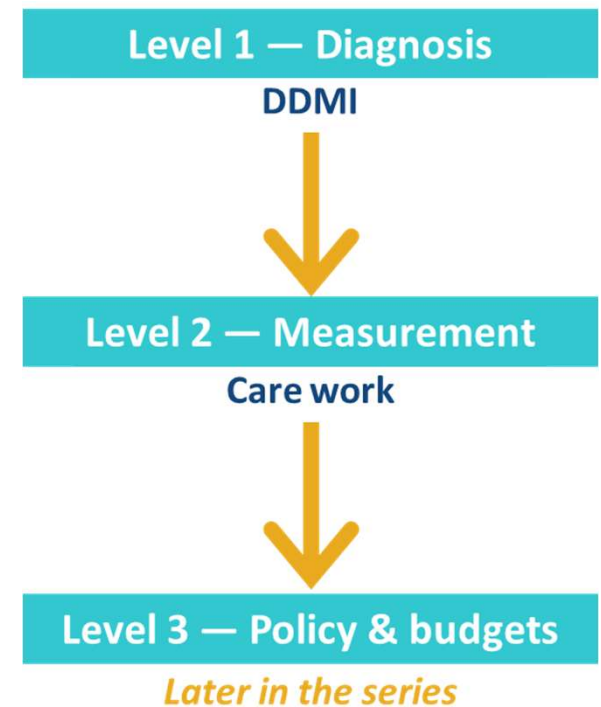 Level 1 — Diagnosis
DDMI
Level 2 — Measurement
Care work
Level 3 — Policy & budgets
Later in the series